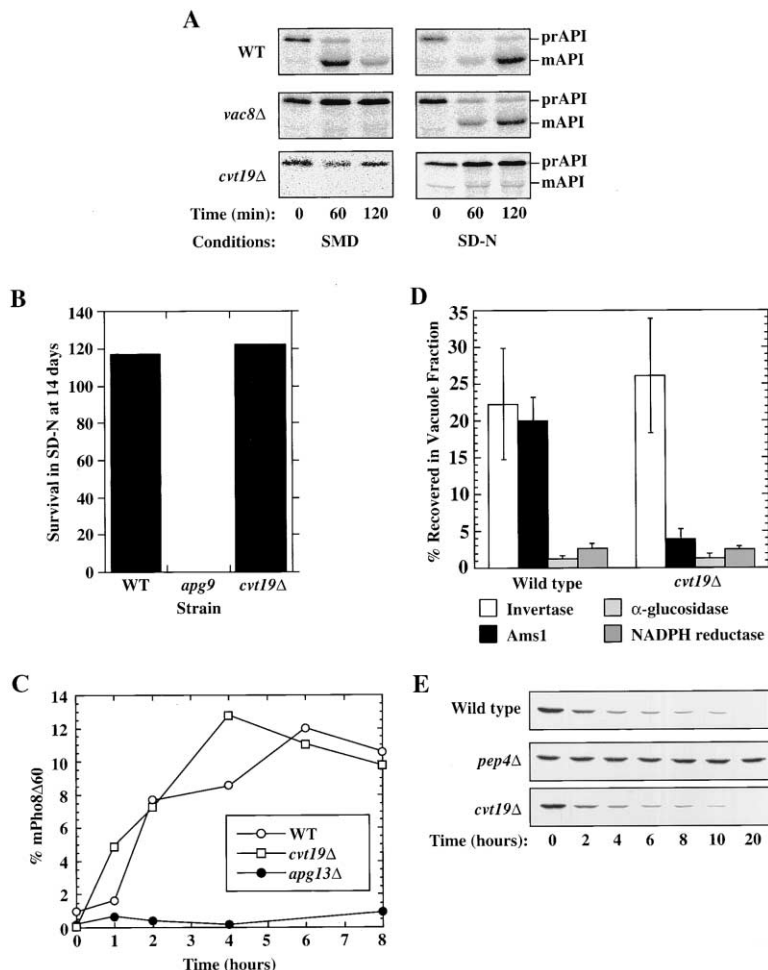 A
WT
prAPI
prAPI
mAPI
mAPI
vac8Δ
prAPI
mAPI
cvt19Δ
prAPI
mAPI
Time (min): 0 60 120 0 60 120
Conditions: SMD SD-N
B
Survival in SD-N at 14 days
140
120
100
80
60
40
20
0
WT apg9 cvt19Δ
Strain
D
% Recovered in Vacuole Fraction
35
30
25
20
15
10
5
0
Wild type cvt19Δ
Invertase α-glucosidase
Ams1 NADPH reductase
C
% mPho8Δ60
14
12
10
8
6
4
2
0
WT
cvt19Δ
apg13Δ
0 1 2 4 6 8
Time (hours)
E
Wild type
pep4Δ
cvt19Δ
Time (hours): 0 2 4 6 8 10 20